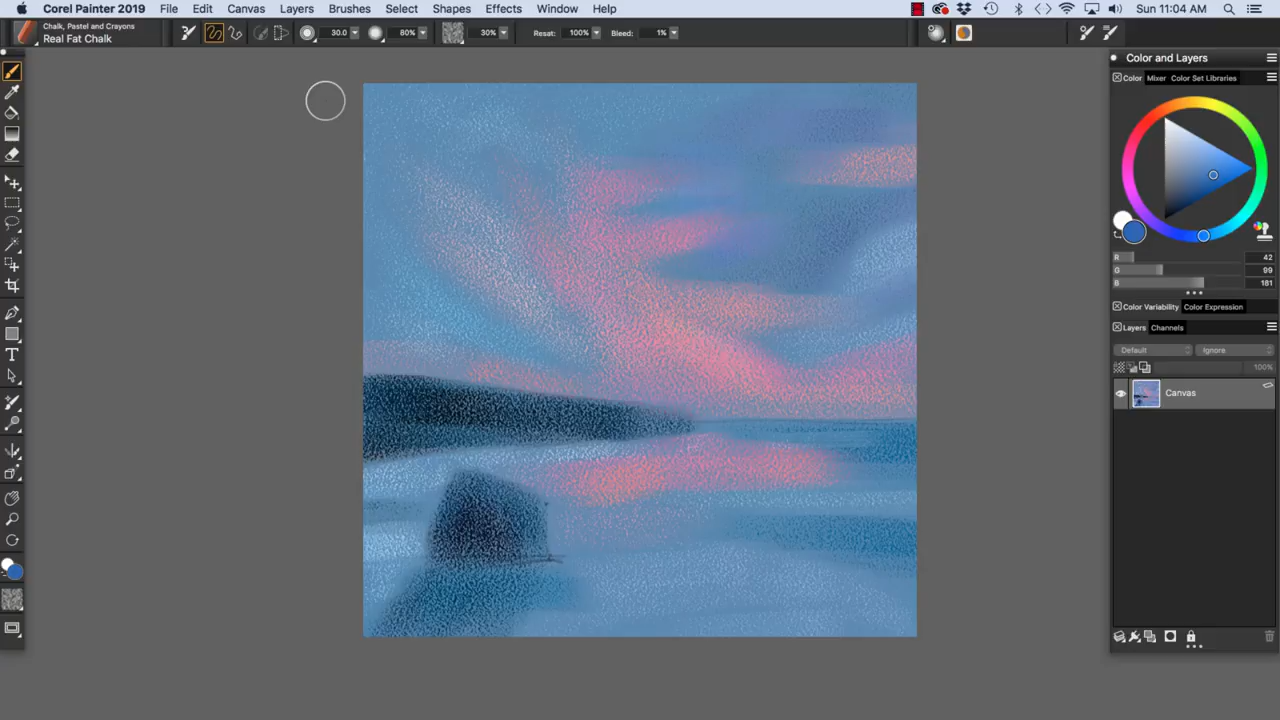 Corel Painter 2019 File Edit Canvas Layers Brushes Select Shapes Effects Window Help Sun 11:04 AM
Chalk, Pastel and Crayons
Real Fat Chalk
30.0 80% 30% Resat: 100% Bleed: 1%
Color and Layers
Color Mixer Color Set Libraries
R 42
G 99
B 181
Color Variability Color Expression
Layers Channels
Default Ignore
100%
Canvas